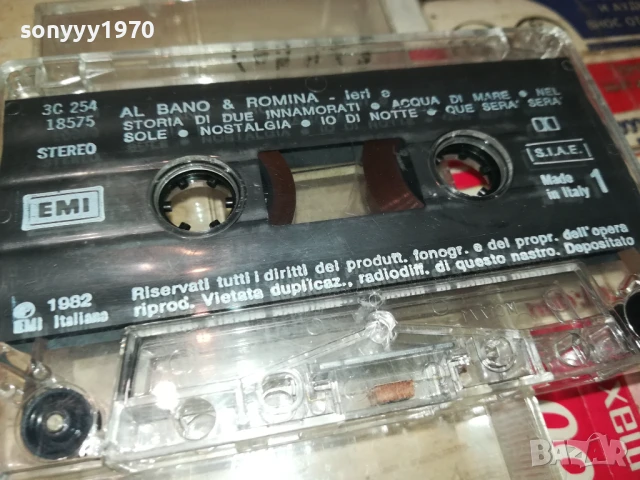 sonyyy1970
3C 254
18575
STEREO
EMI
AL BANO & ROMINA - Ieri e
STORIA DI DUE INNAMORATI • ACQUA DI MARE • NEL
SOLE • NOSTALGIA • IO DI NOTTE • QUE SERA' SERA'
S.I.A.E.
Made
in Italy
1
1982
EMI Italiana
Riservati tutti i diritti del produtt. fonogr. e del propr. dell'opera
riprod. Vietata duplicaz., radiodiff. di questo nastro. Depositato
BAZAR